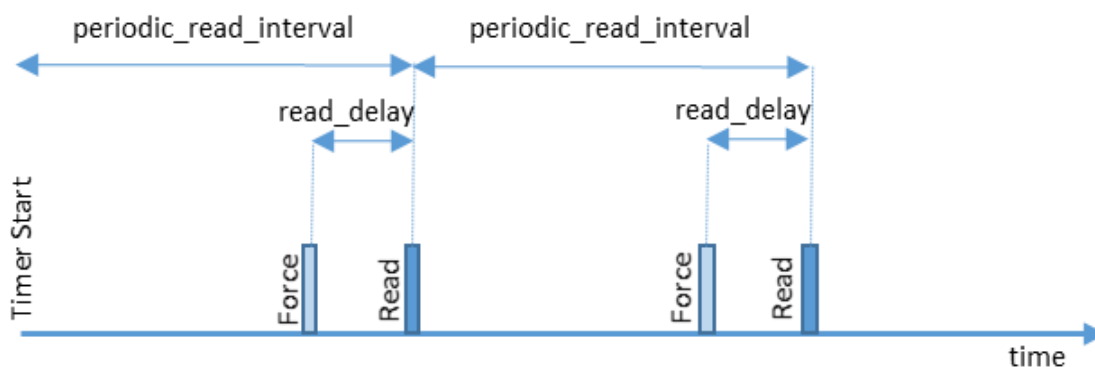 periodic_read_interval
periodic_read_interval
read_delay
read_delay
Timer Start
Force
Read
Force
Read
time